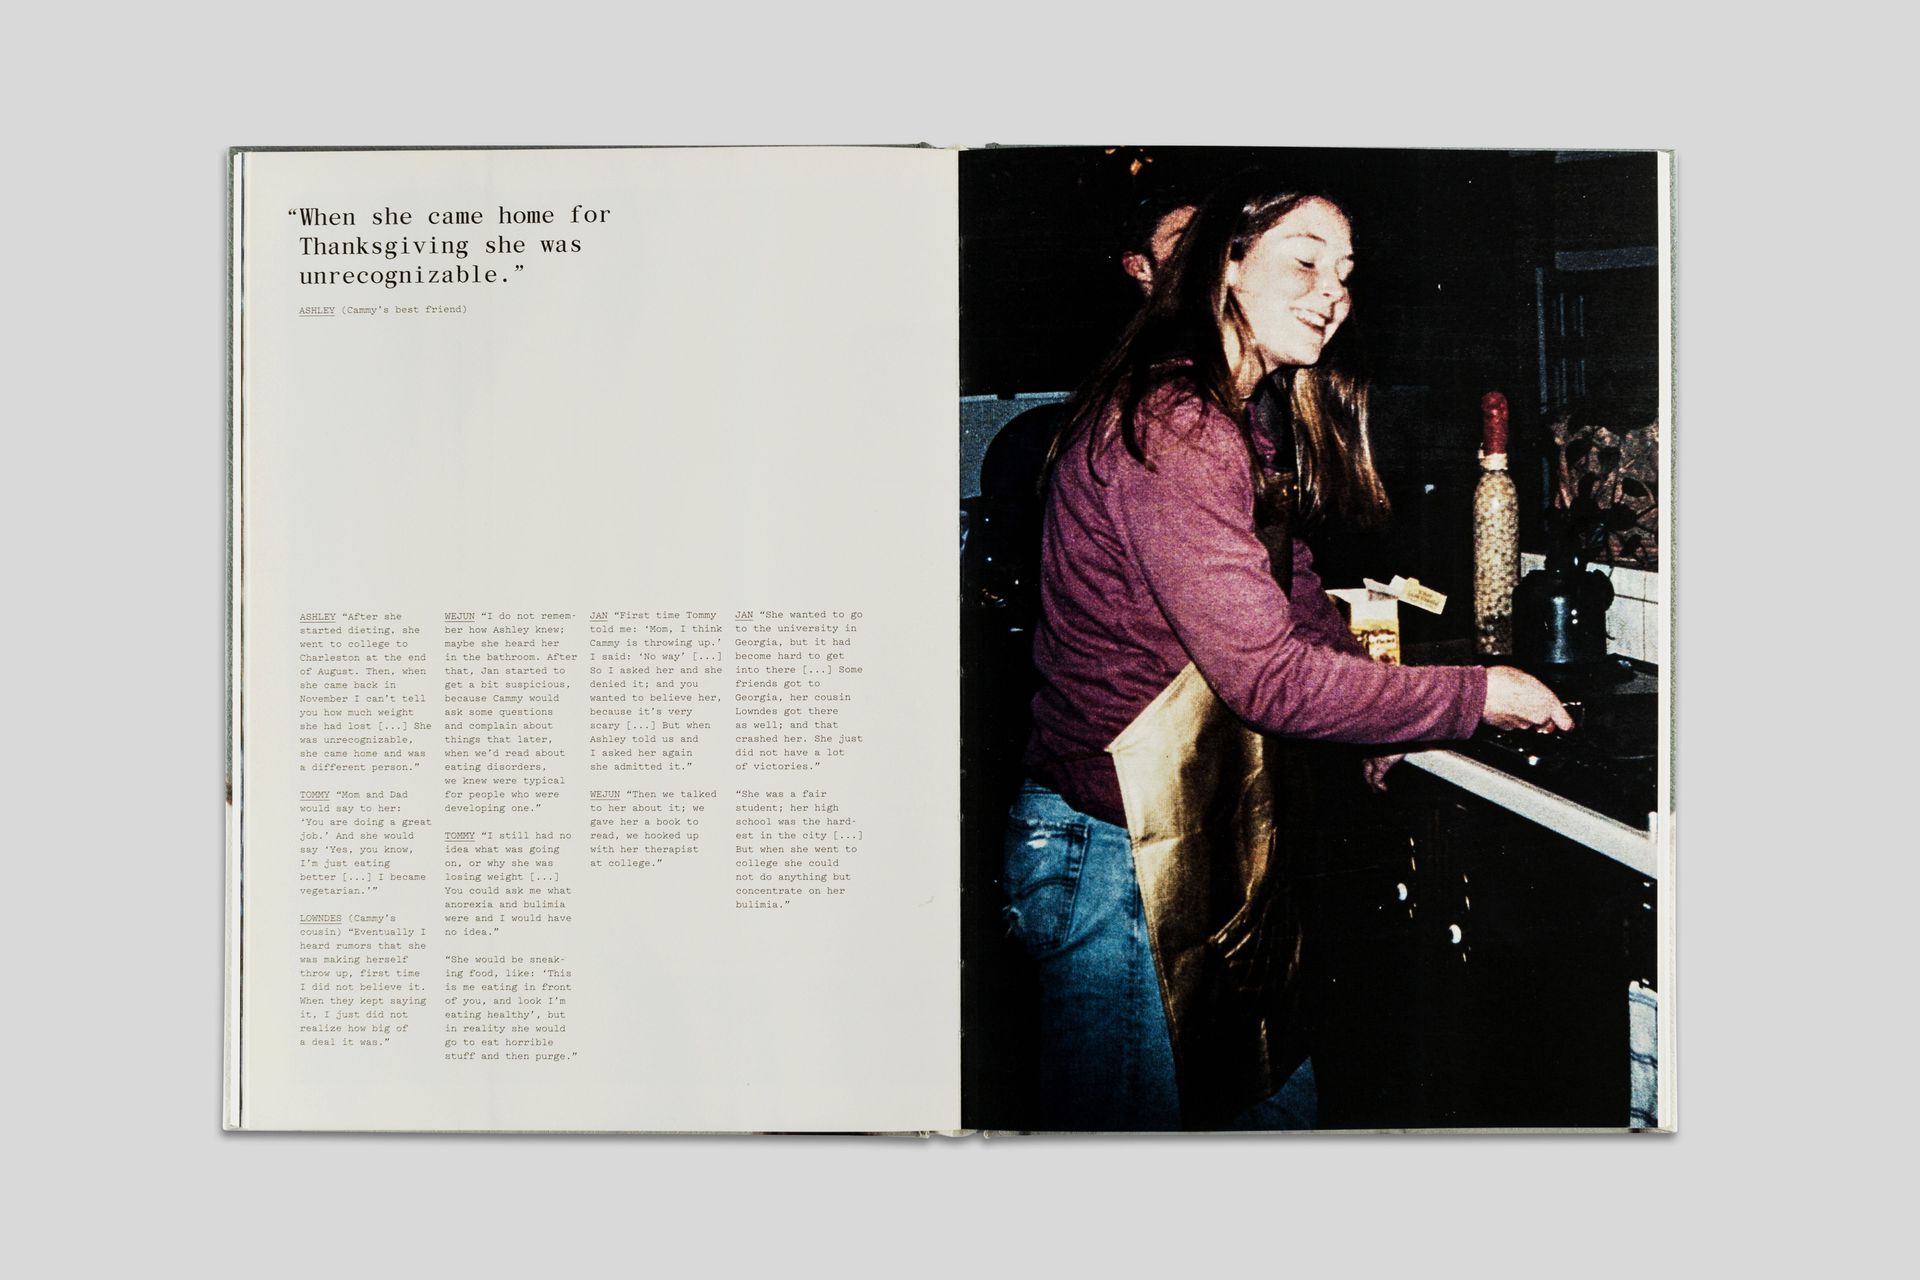 “When she came home for
Thanksgiving she was
unrecognizable.”
ASHLEY (Cammy’s best friend)
ASHLEY “After she
started dieting, she
went to college to
Charleston at the end
of August. Then, when
she came back in
November I can’t tell
you how much weight
she had lost [...] She
was unrecognizable,
she came home and was
a different person.”
TOMMY “Mom and Dad
would say to her:
‘You are doing a great
job.’ And she would
say ‘Yes, you know,
I’m just eating
better [...] I became
vegetarian.’”
LOWNDES (Cammy’s
cousin) “Eventually I
heard rumors that she
was making herself
throw up, first time
I did not believe it.
When they kept saying
it, I just did not
realize how big of
a deal it was.”
WEJUN “I do not remem-
ber how Ashley knew;
maybe she heard her
in the bathroom. After
that, Jan started to
get a bit suspicious,
because Cammy would
ask some questions
and complain about
things that later,
when we’d read about
eating disorders,
we knew were typical
for people who were
developing one.”
TOMMY “I still had no
idea what was going
on, or why she was
losing weight [...]
You could ask me what
anorexia and bulimia
were and I would have
no idea.”
“She would be sneak-
ing food, like: ‘This
is me eating in front
of you, and look I’m
eating healthy’, but
in reality she would
go to eat horrible
stuff and then purge.”
JAN “First time Tommy
told me: ‘Mom, I think
Cammy is throwing up.’
I said: ‘No way’ [...]
So I asked her and she
denied it; and you
wanted to believe her,
because it’s very
scary [...] But when
Ashley told us and
I asked her again
she admitted it.”
WEJUN “Then we talked
to her about it; we
gave her a book to
read, we hooked up
with her therapist
at college.”
JAN “She wanted to go
to the university in
Georgia, but it had
become hard to get
into there [...] Some
friends got to
Georgia, her cousin
Lowndes got there
as well; and that
crashed her. She just
did not have a lot
of victories.”
“She was a fair
student; her high
school was the hard-
est in the city [...]
But when she went to
college she could
not do anything but
concentrate on her
bulimia.”